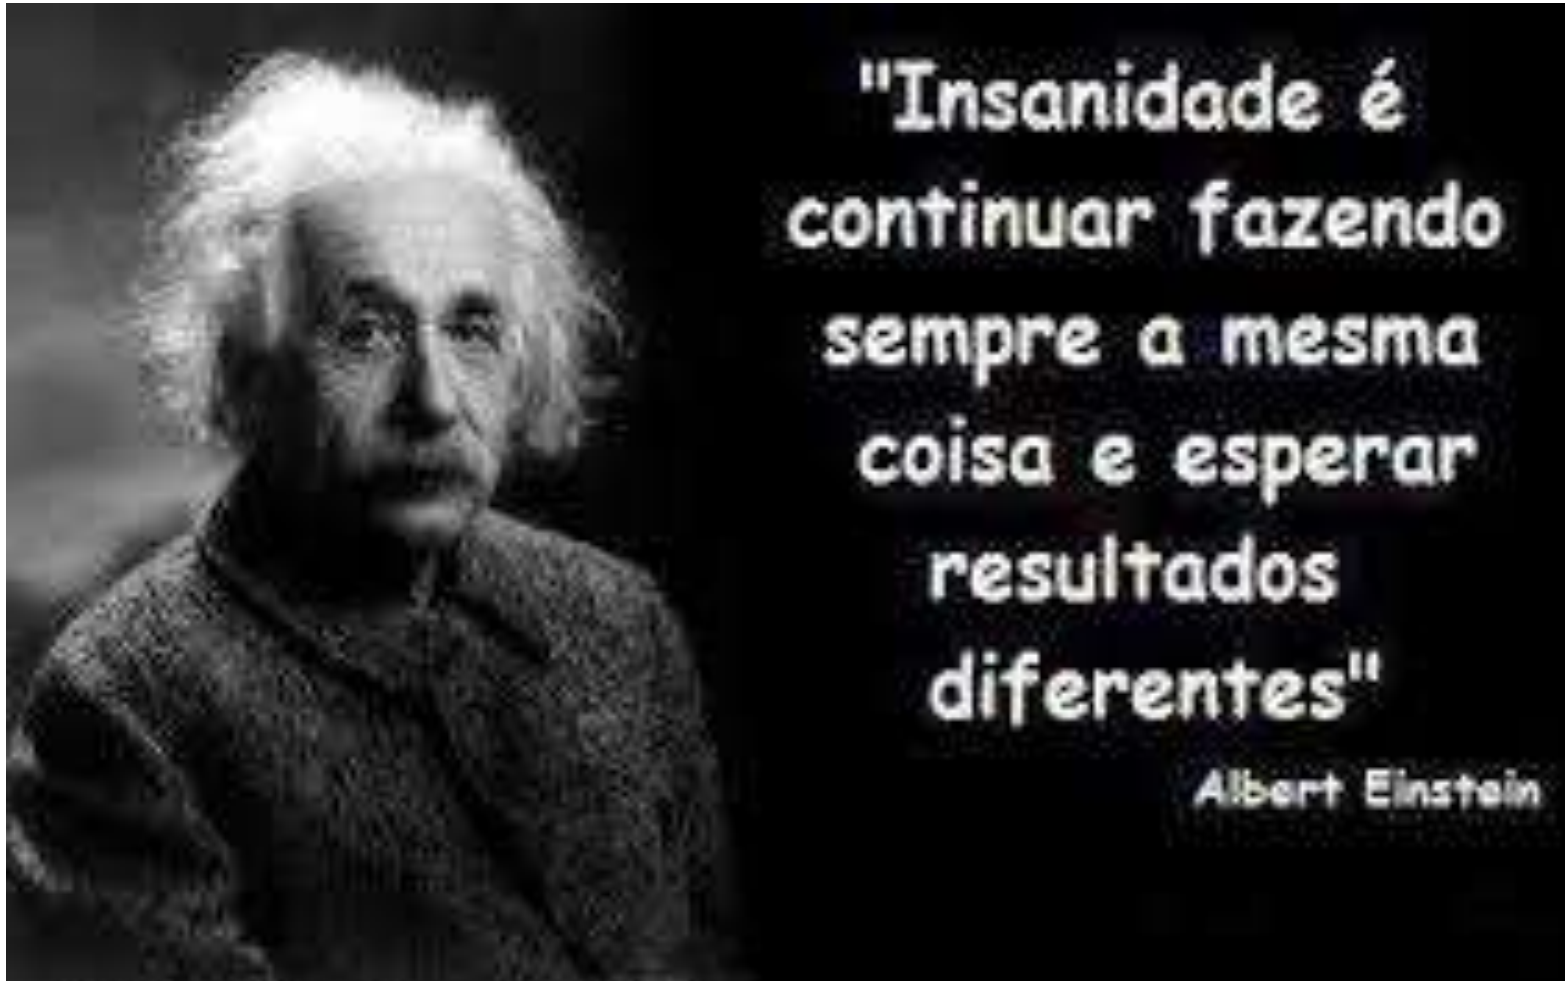 "Insanidade é
continuar fazendo
sempre a mesma
coisa e esperar
resultados
diferentes"
Albert Einstein